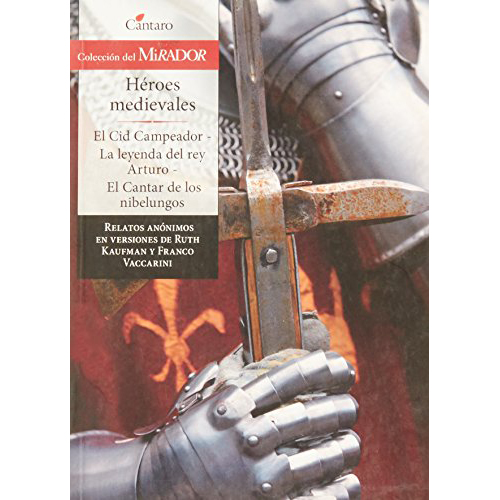 Cántaro
Colección del MiRADOR
Héroes
medievales
El Cid Campeador -
La leyenda del rey
Arturo -
El Cantar de los
nibelungos
RELATOS ANÓNIMOS
EN VERSIONES DE RUTH
KAUFMAN Y FRANCO
VACCARINI